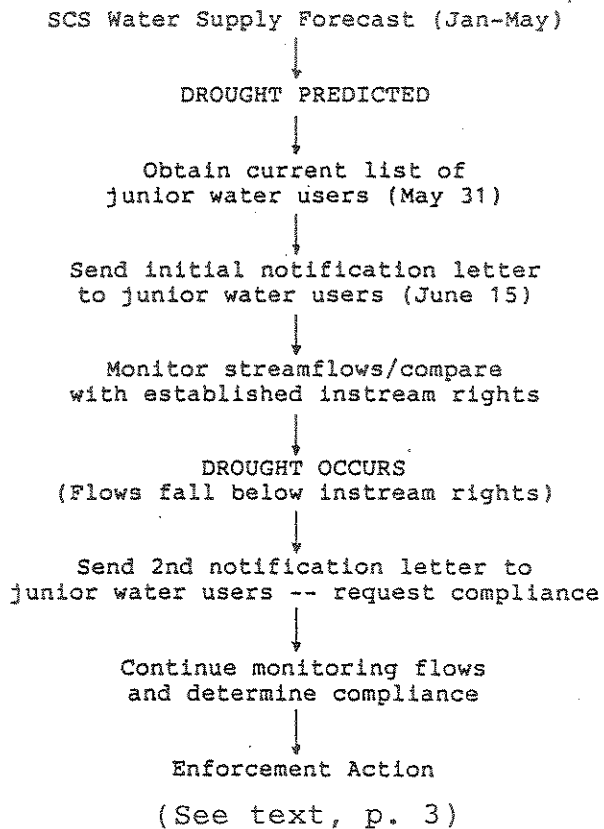 SCS Water Supply Forecast (Jan-May)
DROUGHT PREDICTED
Obtain current list of
junior water users (May 31)
Send initial notification letter
to junior water users (June 15)
Monitor streamflows/compare
with established instream rights
DROUGHT OCCURS
(Flows fall below instream rights)
Send 2nd notification letter to
junior water users -- request compliance
Continue monitoring flows
and determine compliance
Enforcement Action
(See text, p. 3)